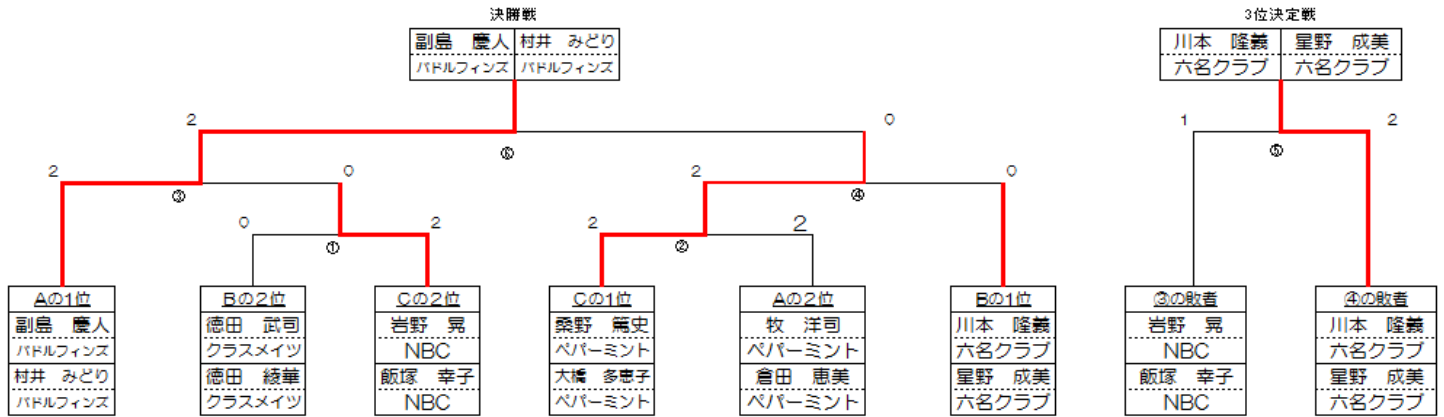 決勝戦
3位決定戦
副島 慶人 村井 みどり
パドルフィンズ パドルフィンズ
川本 隆義 星野 成美
六名クラブ 六名クラブ
2 0 1 2
⑥ ⑤
2 0 2 0
③ ④
0 2 2 2
① ②
Aの1位 Bの2位 Cの2位 Cの1位 Aの2位 Bの1位 ③の敗者 ④の敗者
副島 慶人 徳田 武司 岩野 晃 桑野 篤史 牧 洋司 川本 隆義 岩野 晃 川本 隆義
パドルフィンズ クラスメイツ NBC ペパーミント ペパーミント 六名クラブ NBC 六名クラブ
村井 みどり 徳田 綾華 飯塚 幸子 大橋 多恵子 倉田 恵美 星野 成美 飯塚 幸子 星野 成美
パドルフィンズ クラスメイツ NBC ペパーミント ペパーミント 六名クラブ NBC 六名クラブ